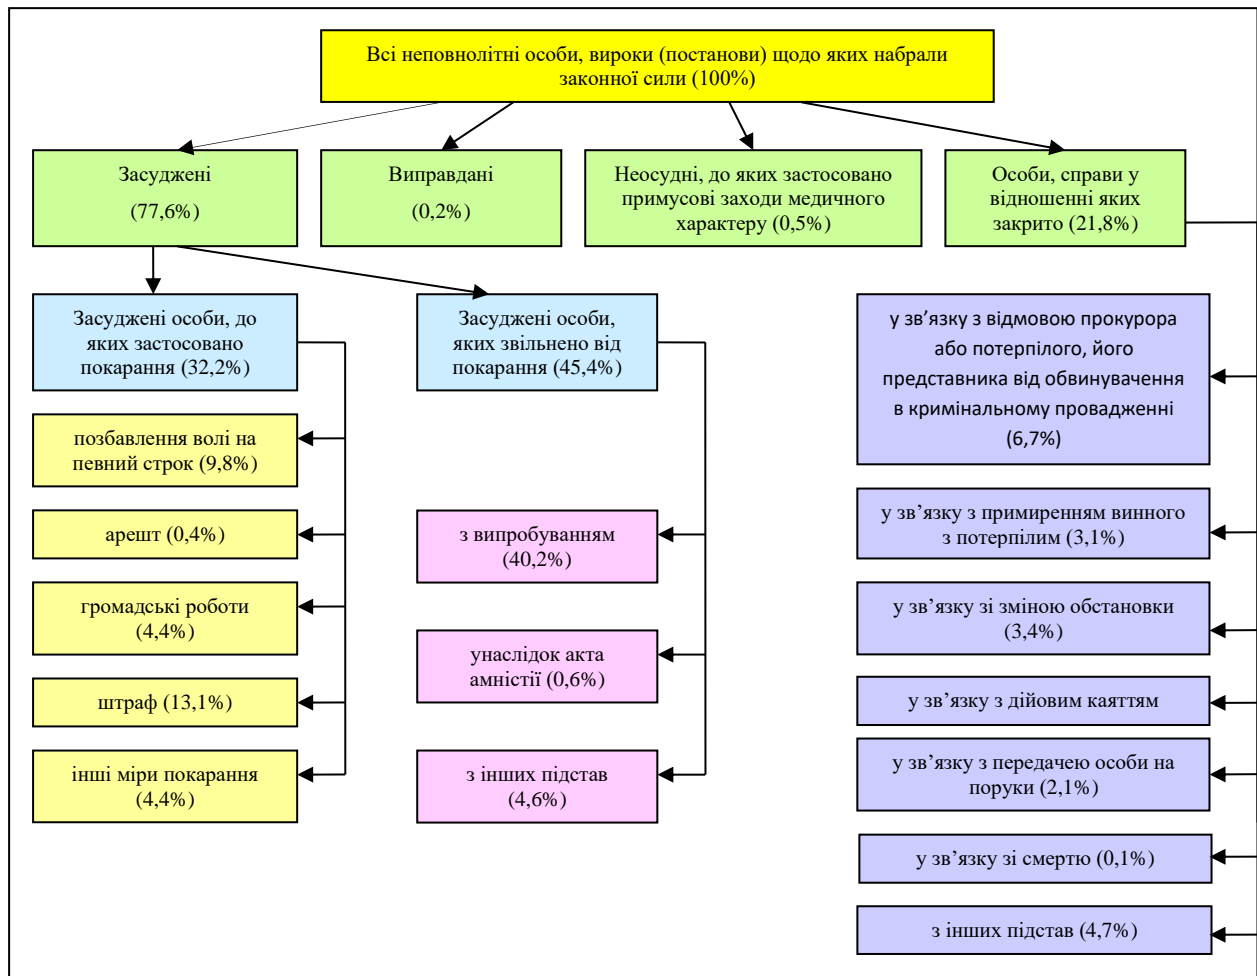 Всі неповнолітні особи, вироки (постанови) щодо яких набрали
законної сили (100%)
Засуджені
(77,6%)
Виправдані
(0,2%)
Неосудні, до яких застосовано
примусові заходи медичного
характеру (0,5%)
Особи, справи у
відношенні яких
закрито (21,8%)
Засуджені особи, до
яких застосовано
покарання (32,2%)
позбавлення волі на
певний строк (9,8%)
арешт (0,4%)
громадські роботи
(4,4%)
штраф (13,1%)
інші міри покарання
(4,4%)
Засуджені особи,
яких звільнено від
покарання (45,4%)
з випробуванням
(40,2%)
унаслідок акта
амністії (0,6%)
з інших підстав
(4,6%)
у зв’язку з відмовою прокурора
або потерпілого, його
представника від обвинувачення
в кримінальному провадженні
(6,7%)
у зв’язку з примиренням винного
з потерпілим (3,1%)
у зв’язку зі зміною обстановки
(3,4%)
у зв’язку з дійовим каяттям
у зв’язку з передачею особи на
поруки (2,1%)
у зв’язку зі смертю (0,1%)
з інших підстав (4,7%)